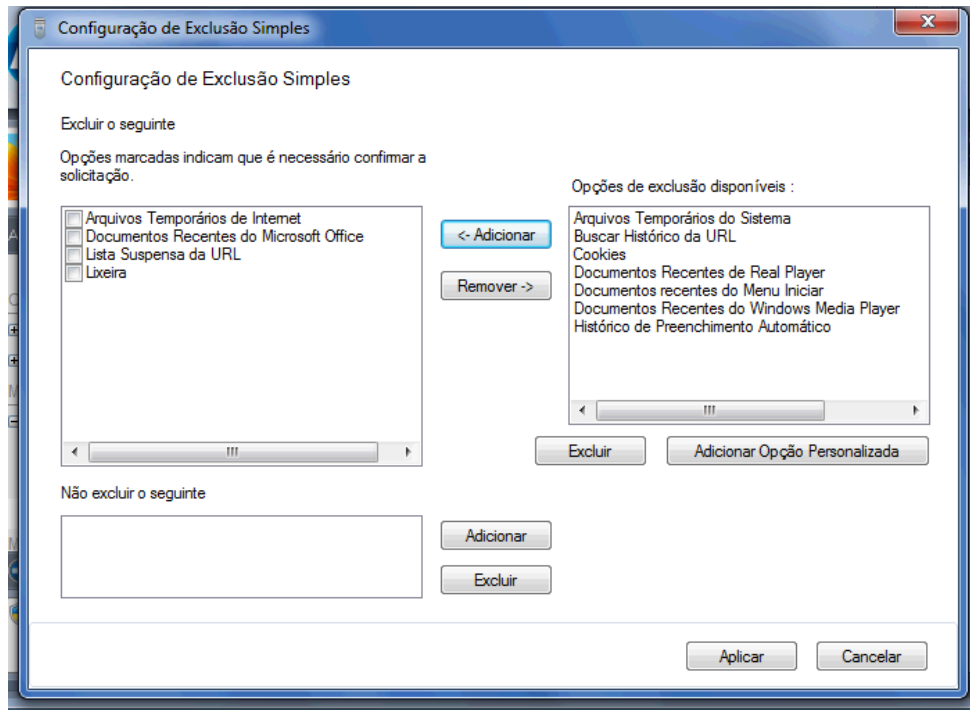 Configuração de Exclusão Simples
Configuração de Exclusão Simples
Excluir o seguinte
Opções marcadas indicam que é necessário confirmar a
solicitação.
Arquivos Temporários de Internet
Documentos Recentes do Microsoft Office
Lista Suspensa da URL
Lixeira
<- Adicionar
Remover ->
Opções de exclusão disponíveis :
Arquivos Temporários do Sistema
Buscar Histórico da URL
Cookies
Documentos Recentes de Real Player
Documentos recentes do Menu Iniciar
Documentos Recentes do Windows Media Player
Histórico de Preenchimento Automático
Excluir
Adicionar Opção Personalizada
Não excluir o seguinte
Adicionar
Excluir
Aplicar
Cancelar